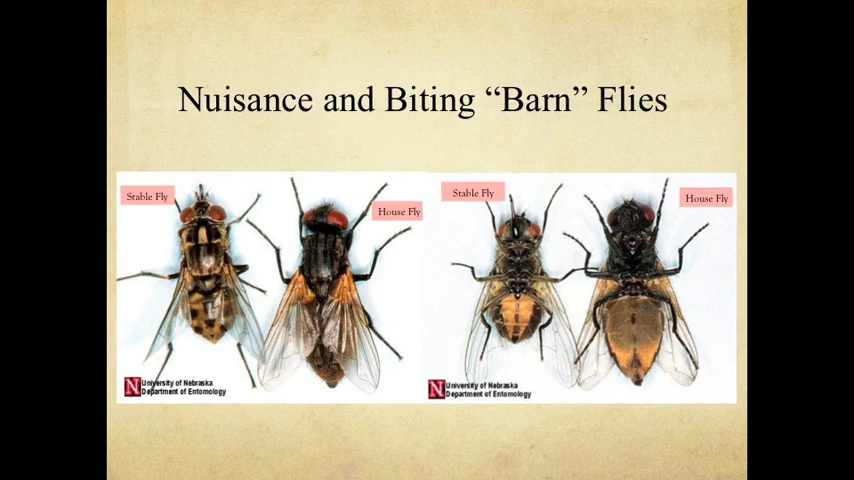 Nuisance and Biting “Barn” Flies
Stable Fly
House Fly
N University of Nebraska
Department of Entomology
Stable Fly
House Fly
N University of Nebraska
Department of Entomology